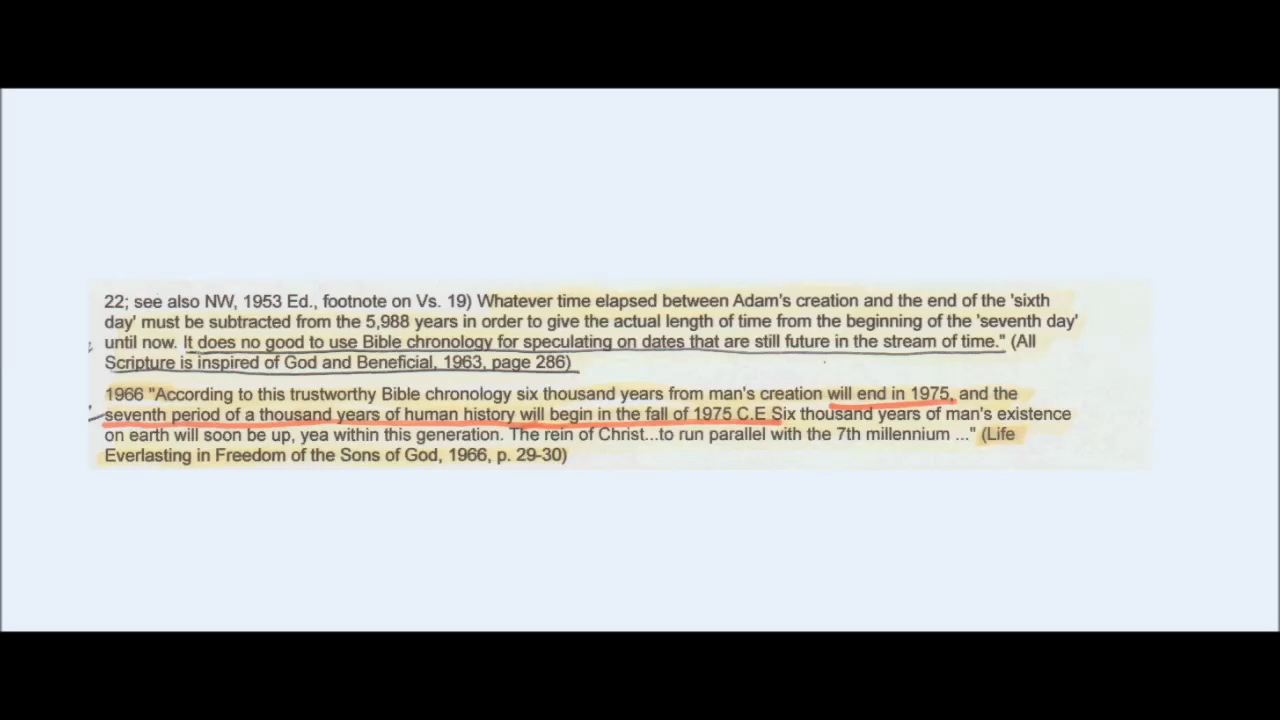 22; see also NW, 1953 Ed., footnote on Vs. 19) Whatever time elapsed between Adam's creation and the end of the 'sixth
day' must be subtracted from the 5,988 years in order to give the actual length of time from the beginning of the 'seventh day'
until now. It does no good to use Bible chronology for speculating on dates that are still future in the stream of time." (All
Scripture is inspired of God and Beneficial, 1963, page 286)
1966 "According to this trustworthy Bible chronology six thousand years from man's creation will end in 1975, and the
seventh period of a thousand years of human history will begin in the fall of 1975 C.E Six thousand years of man's existence
on earth will soon be up, yea within this generation. The rein of Christ...to run parallel with the 7th millennium ..." (Life
Everlasting in Freedom of the Sons of God, 1966, p. 29-30)